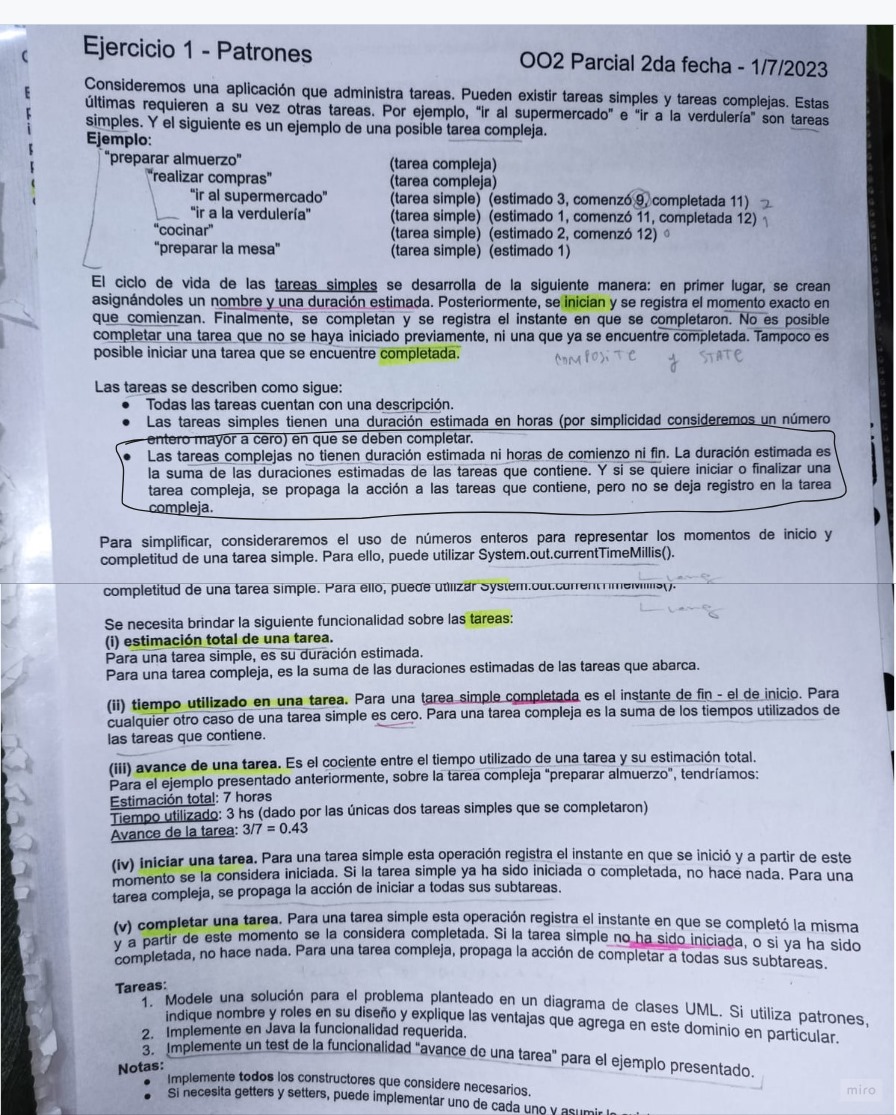 Ejercicio 1 - Patrones
OO2 Parcial 2da fecha - 1/7/2023
Consideremos una aplicación que administra tareas. Pueden existir tareas simples y tareas complejas. Estas
últimas requieren a su vez otras tareas. Por ejemplo, “ir al supermercado” e “ir a la verdulería” son tareas
simples. Y el siguiente es un ejemplo de una posible tarea compleja.
Ejemplo:
“preparar almuerzo” (tarea compleja)
“realizar compras” (tarea compleja)
“ir al supermercado” (tarea simple) (estimado 3, comenzó 9, completada 11) 2
“ir a la verdulería” (tarea simple) (estimado 1, comenzó 11, completada 12) 1
“cocinar” (tarea simple) (estimado 2, comenzó 12) 0
“preparar la mesa” (tarea simple) (estimado 1)
El ciclo de vida de las tareas simples se desarrolla de la siguiente manera: en primer lugar, se crean
asignándoles un nombre y una duración estimada. Posteriormente, se inician y se registra el momento exacto en
que comienzan. Finalmente, se completan y se registra el instante en que se completaron. No es posible
completar una tarea que no se haya iniciado previamente, ni una que ya se encuentre completada. Tampoco es
posible iniciar una tarea que se encuentre completada.
COMPOSITE y STATE
Las tareas se describen como sigue:
● Todas las tareas cuentan con una descripción.
● Las tareas simples tienen una duración estimada en horas (por simplicidad consideremos un número
entero mayor a cero) en que se deben completar.
● Las tareas complejas no tienen duración estimada ni horas de comienzo ni fin. La duración estimada es
la suma de las duraciones estimadas de las tareas que contiene. Y si se quiere iniciar o finalizar una
tarea compleja, se propaga la acción a las tareas que contiene, pero no se deja registro en la tarea
compleja.
Para simplificar, consideraremos el uso de números enteros para representar los momentos de inicio y
completitud de una tarea simple. Para ello, puede utilizar System.out.currentTimeMillis().
completitud de una tarea simple. Para ello, puede utilizar System.out.currentTimeMillis().
Se necesita brindar la siguiente funcionalidad sobre las tareas:
(i) estimación total de una tarea.
Para una tarea simple, es su duración estimada.
Para una tarea compleja, es la suma de las duraciones estimadas de las tareas que abarca.
(ii) tiempo utilizado en una tarea. Para una tarea simple completada es el instante de fin - el de inicio. Para
cualquier otro caso de una tarea simple es cero. Para una tarea compleja es la suma de los tiempos utilizados de
las tareas que contiene.
(iii) avance de una tarea. Es el cociente entre el tiempo utilizado de una tarea y su estimación total.
Para el ejemplo presentado anteriormente, sobre la tarea compleja "preparar almuerzo", tendríamos:
Estimación total: 7 horas
Tiempo utilizado: 3 hs (dado por las únicas dos tareas simples que se completaron)
Avance de la tarea: 3/7 = 0.43
(iv) iniciar una tarea. Para una tarea simple esta operación registra el instante en que se inició y a partir de este
momento se la considera iniciada. Si la tarea simple ya ha sido iniciada o completada, no hace nada. Para una
tarea compleja, se propaga la acción de iniciar a todas sus subtareas.
(v) completar una tarea. Para una tarea simple esta operación registra el instante en que se completó la misma
y a partir de este momento se la considera completada. Si la tarea simple no ha sido iniciada, o si ya ha sido
completada, no hace nada. Para una tarea compleja, propaga la acción de completar a todas sus subtareas.
Tareas:
1. Modele una solución para el problema planteado en un diagrama de clases UML. Si utiliza patrones,
indique nombre y roles en su diseño y explique las ventajas que agrega en este dominio en particular.
2. Implemente en Java la funcionalidad requerida.
3. Implemente un test de la funcionalidad "avance de una tarea" para el ejemplo presentado.
Notas:
● Implemente todos los constructores que considere necesarios.
● Si necesita getters y setters, puede implementar uno de cada uno y asumir
miro